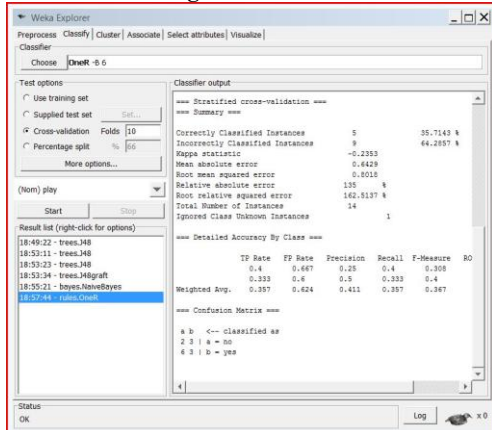 Weka Explorer
Preprocess Classify Cluster Associate Select attributes Visualize
Classifier
Choose OneR -B 6
Test options
Use training set
Supplied test set Set...
Cross-validation Folds 10
Percentage split % 66
More options...
(Nom) play
Start Stop
Result list (right-click for options)
18:49:22 - trees.J48
18:53:11 - trees.J48
18:53:23 - trees.J48
18:53:34 - trees.J48graft
18:55:21 - bayes.NaiveBayes
18:57:44 - rules.OneR
Classifier output
=== Stratified cross-validation ===
=== Summary ===
Correctly Classified Instances 5 35.7143 %
Incorrectly Classified Instances 9 64.2857 %
Kappa statistic -0.2353
Mean absolute error 0.6429
Root mean squared error 0.8018
Relative absolute error 135 %
Root relative squared error 162.5137 %
Total Number of Instances 14
Ignored Class Unknown Instances 1
=== Detailed Accuracy By Class ===
TP Rate FP Rate Precision Recall F-Measure RO
0.4 0.667 0.25 0.4 0.308
0.333 0.6 0.5 0.333 0.4
Weighted Avg. 0.357 0.624 0.411 0.357 0.367
=== Confusion Matrix ===
a b <-- classified as
2 3 | a = no
6 3 | b = yes
Status
OK
Log x 0